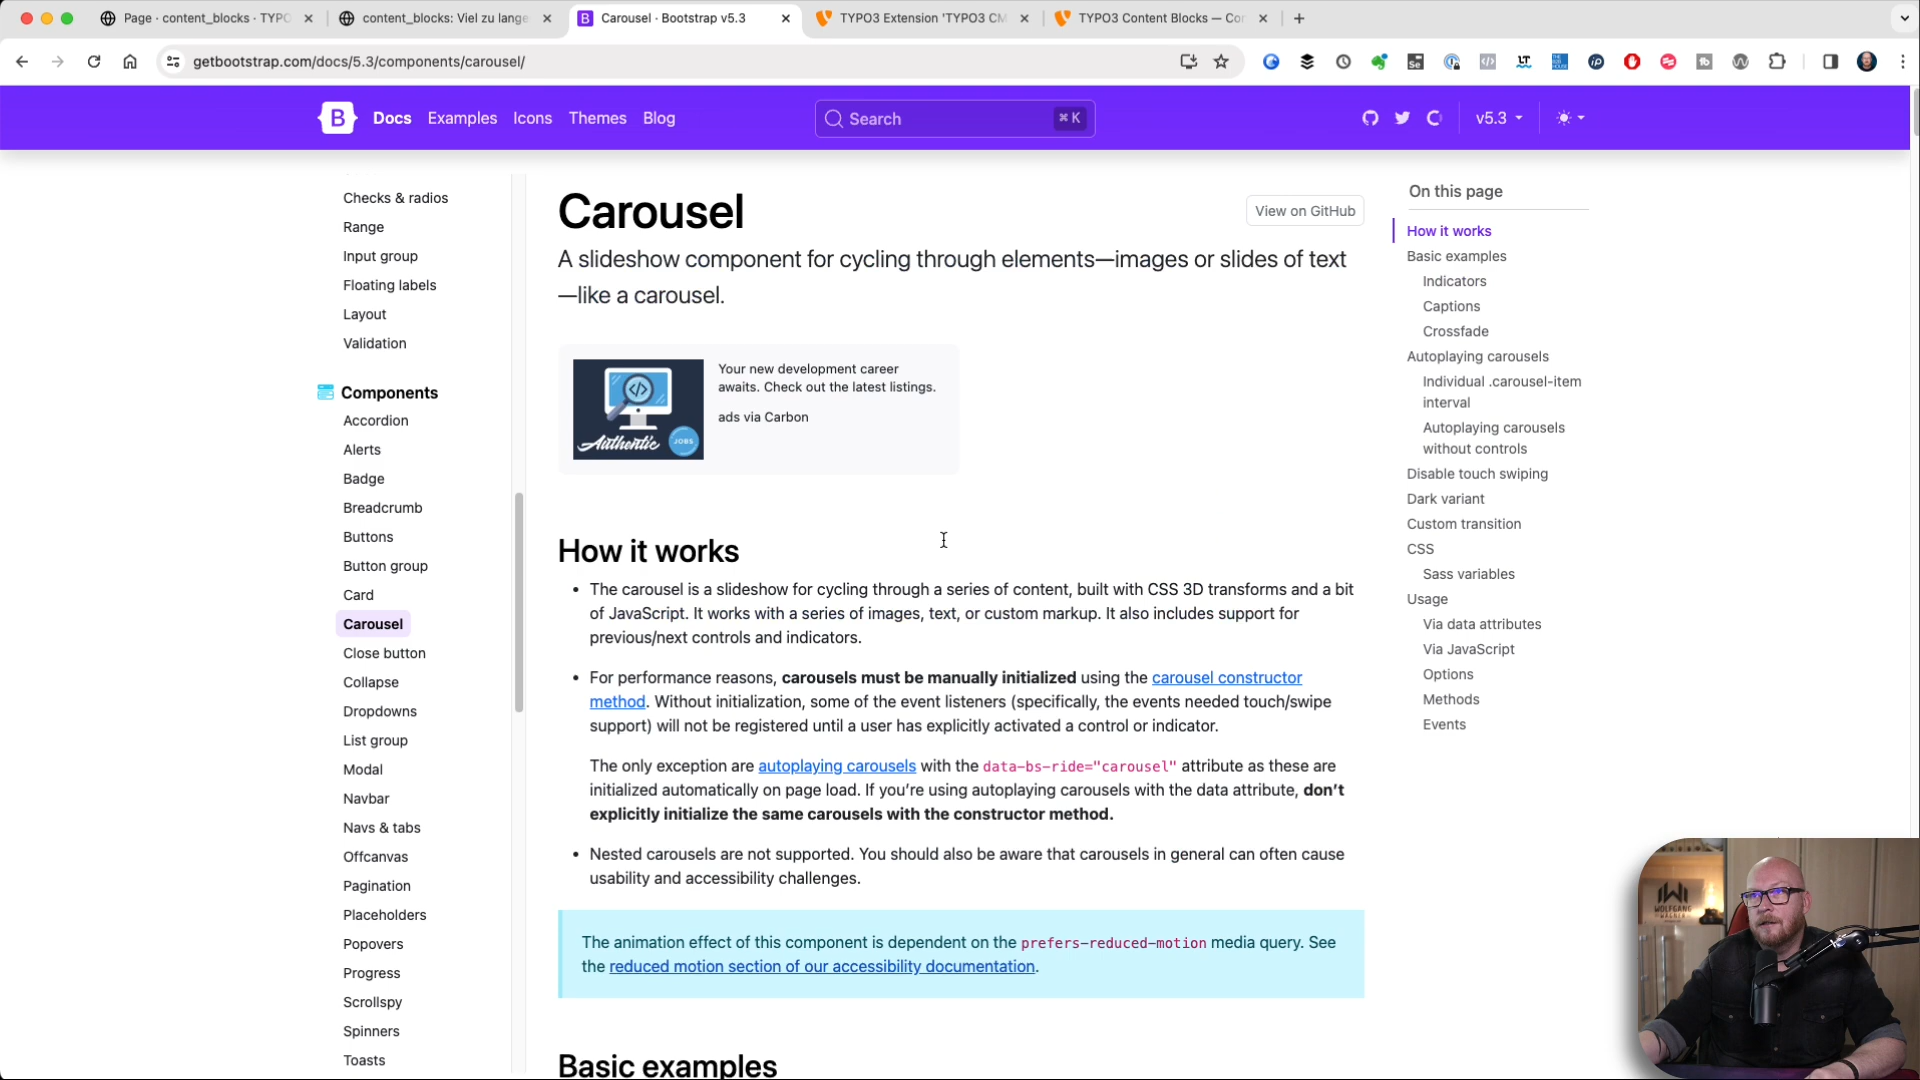 Page · content_blocks · TYPO
content_blocks: Viel zu lange
Carousel · Bootstrap v5.3
TYPO3 Extension 'TYPO3 CM
TYPO3 Content Blocks — Co
getbootstrap.com/docs/5.3/components/carousel/
B Docs Examples Icons Themes Blog
Search ⌘ K
v5.3
Checks & radios
Range
Input group
Floating labels
Layout
Validation
Components
Accordion
Alerts
Badge
Breadcrumb
Buttons
Button group
Card
Carousel
Close button
Collapse
Dropdowns
List group
Modal
Navbar
Navs & tabs
Offcanvas
Pagination
Placeholders
Popovers
Progress
Scrollspy
Spinners
Toasts
Carousel
View on GitHub
A slideshow component for cycling through elements—images or slides of text
—like a carousel.
Authentic JOBS
Your new development career
awaits. Check out the latest listings.
ads via Carbon
How it works
• The carousel is a slideshow for cycling through a series of content, built with CSS 3D transforms and a bit
of JavaScript. It works with a series of images, text, or custom markup. It also includes support for
previous/next controls and indicators.
• For performance reasons, carousels must be manually initialized using the carousel constructor
method. Without initialization, some of the event listeners (specifically, the events needed touch/swipe
support) will not be registered until a user has explicitly activated a control or indicator.
The only exception are autoplaying carousels with the data-bs-ride="carousel" attribute as these are
initialized automatically on page load. If you’re using autoplaying carousels with the data attribute, don’t
explicitly initialize the same carousels with the constructor method.
• Nested carousels are not supported. You should also be aware that carousels in general can often cause
usability and accessibility challenges.
The animation effect of this component is dependent on the prefers-reduced-motion media query. See
the reduced motion section of our accessibility documentation.
Basic examples
On this page
How it works
Basic examples
Indicators
Captions
Crossfade
Autoplaying carousels
Individual .carousel-item
interval
Autoplaying carousels
without controls
Disable touch swiping
Dark variant
Custom transition
CSS
Sass variables
Usage
Via data attributes
Via JavaScript
Options
Methods
Events
WOLFGANG
WAGNER